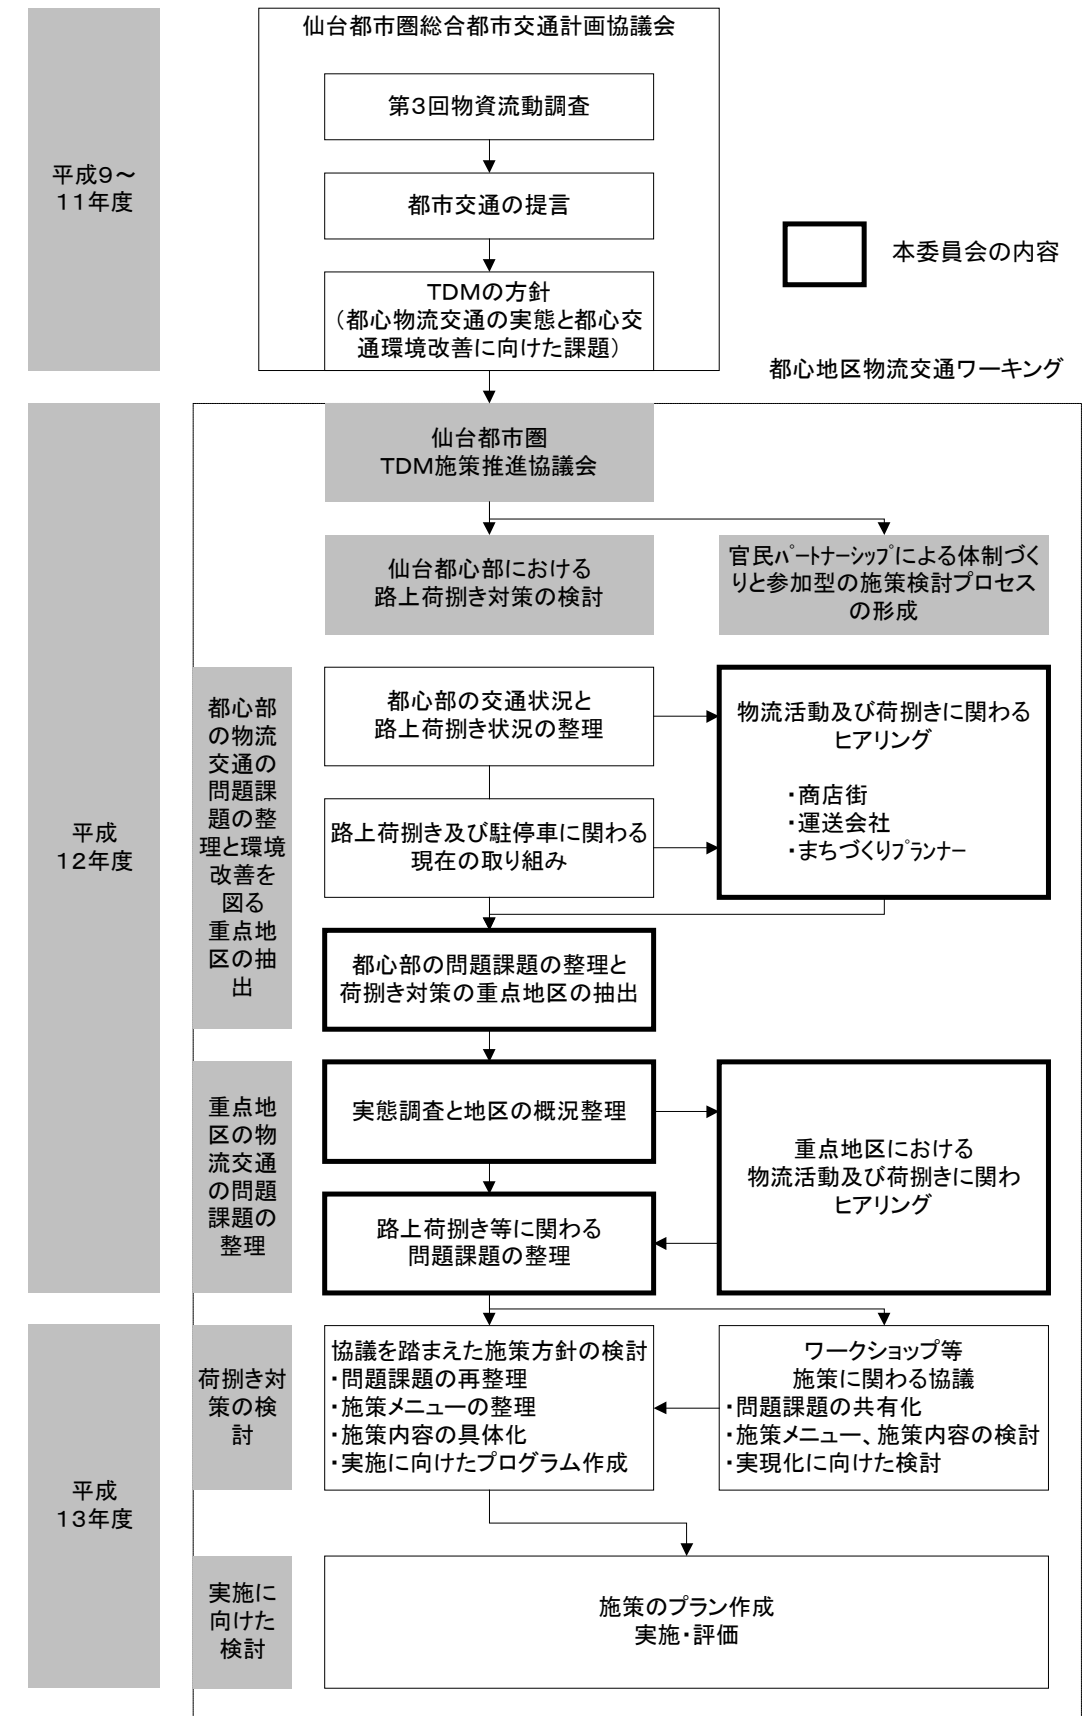 仙台都市圏総合都市交通計画協議会
第3回物資流動調査
平成9～
11年度
都市交通の提言
本委員会の内容
TDMの方針
（都心物流交通の実態と都心交
通環境改善に向けた課題）
都心地区物流交通ワーキング
仙台都市圏
TDM施策推進協議会
仙台都心部における
路上荷捌き対策の検討
官民パートナーシップによる体制づく
りと参加型の施策検討プロセス
の形成
平成
12年度
都心部
の物流
交通の
問題課
題の整
理と環境
改善を
図る
重点地
区の抽
出
都心部の交通状況と
路上荷捌き状況の整理
物流活動及び荷捌きに関わる
ヒアリング
・商店街
・運送会社
・まちづくりプランナー
路上荷捌き及び駐停車に関わる
現在の取り組み
都心部の問題課題の整理と
荷捌き対策の重点地区の抽出
重点地
区の物
流交通
の問題
課題の
整理
実態調査と地区の概況整理
重点地区における
物流活動及び荷捌きに関わ
ヒアリング
路上荷捌き等に関わる
問題課題の整理
平成
13年度
荷捌き対
策の検
討
協議を踏まえた施策方針の検討
・問題課題の再整理
・施策メニューの整理
・施策内容の具体化
・実施に向けたプログラム作成
ワークショップ等
施策に関わる協議
・問題課題の共有化
・施策メニュー、施策内容の検討
・実現化に向けた検討
実施に
向けた
検討
施策のプラン作成
実施・評価